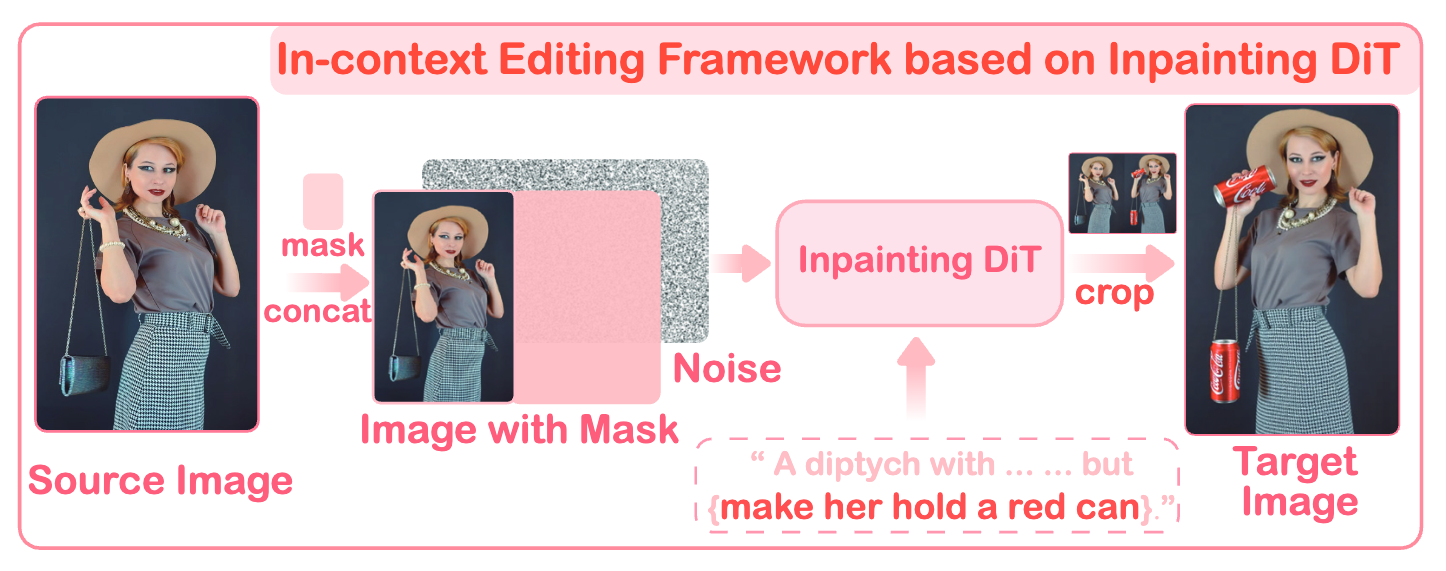 In-context Editing Framework based on Inpainting DiT
mask
concat
Noise
Image with Mask
Source Image
Inpainting DiT
“ A diptych with ... ... but
{make her hold a red can}.”
crop
Target
Image